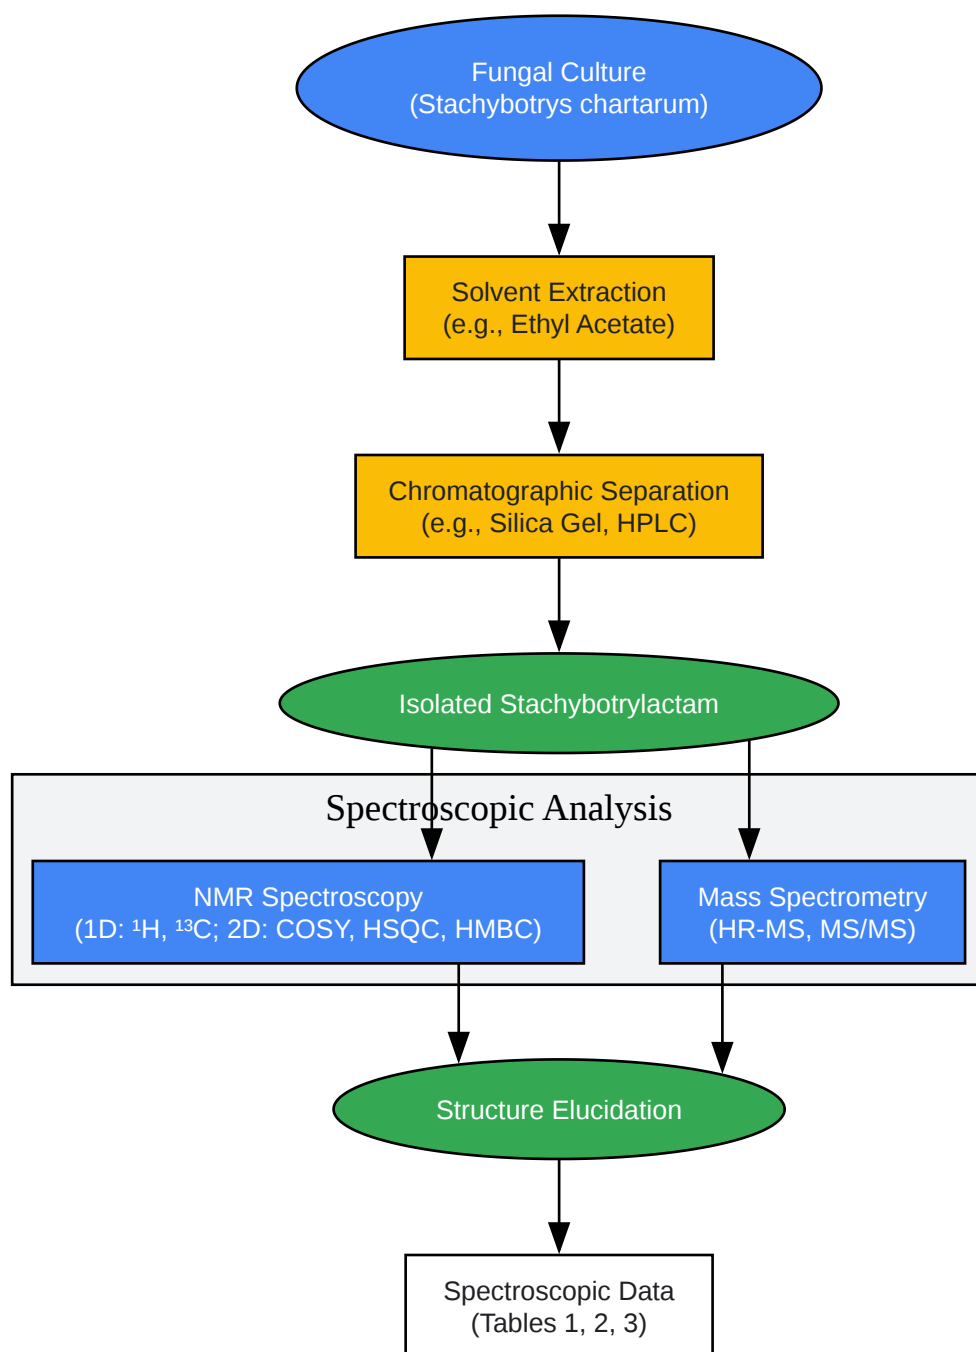 Fungal Culture
(Stachybotrys chartarum)
Solvent Extraction
(e.g., Ethyl Acetate)
Chromatographic Separation
(e.g., Silica Gel, HPLC)
Isolated Stachybotrylactam
Spectroscopic Analysis
NMR Spectroscopy
(1D: ¹H, ¹³C; 2D: COSY, HSQC, HMBC)
Mass Spectrometry
(HR-MS, MS/MS)
Structure Elucidation
Spectroscopic Data
(Tables 1, 2, 3)